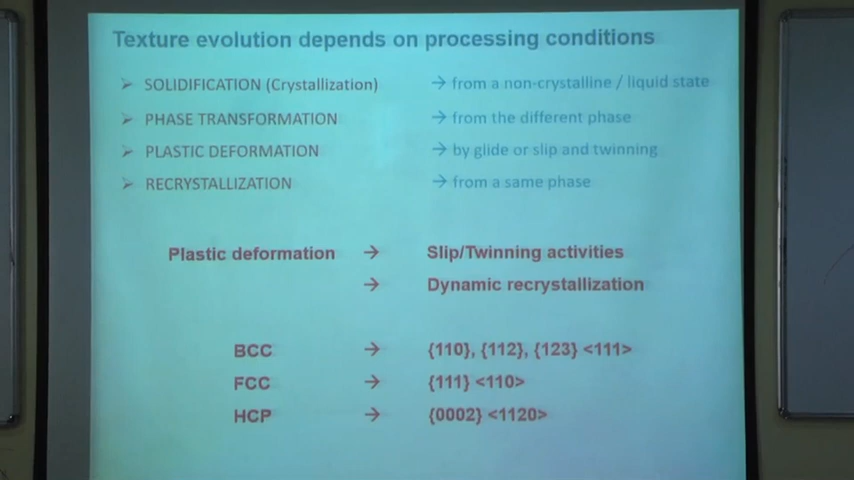 Texture evolution depends on processing conditions
➢ SOLIDIFICATION (Crystallization) → from a non-crystalline / liquid state
➢ PHASE TRANSFORMATION → from the different phase
➢ PLASTIC DEFORMATION → by glide or slip and twinning
➢ RECRYSTALLIZATION → from a same phase
Plastic deformation → Slip/Twinning activities
→ Dynamic recrystallization
BCC → {110}, {112}, {123} <111>
FCC → {111} <110>
HCP → {0002} <1120>